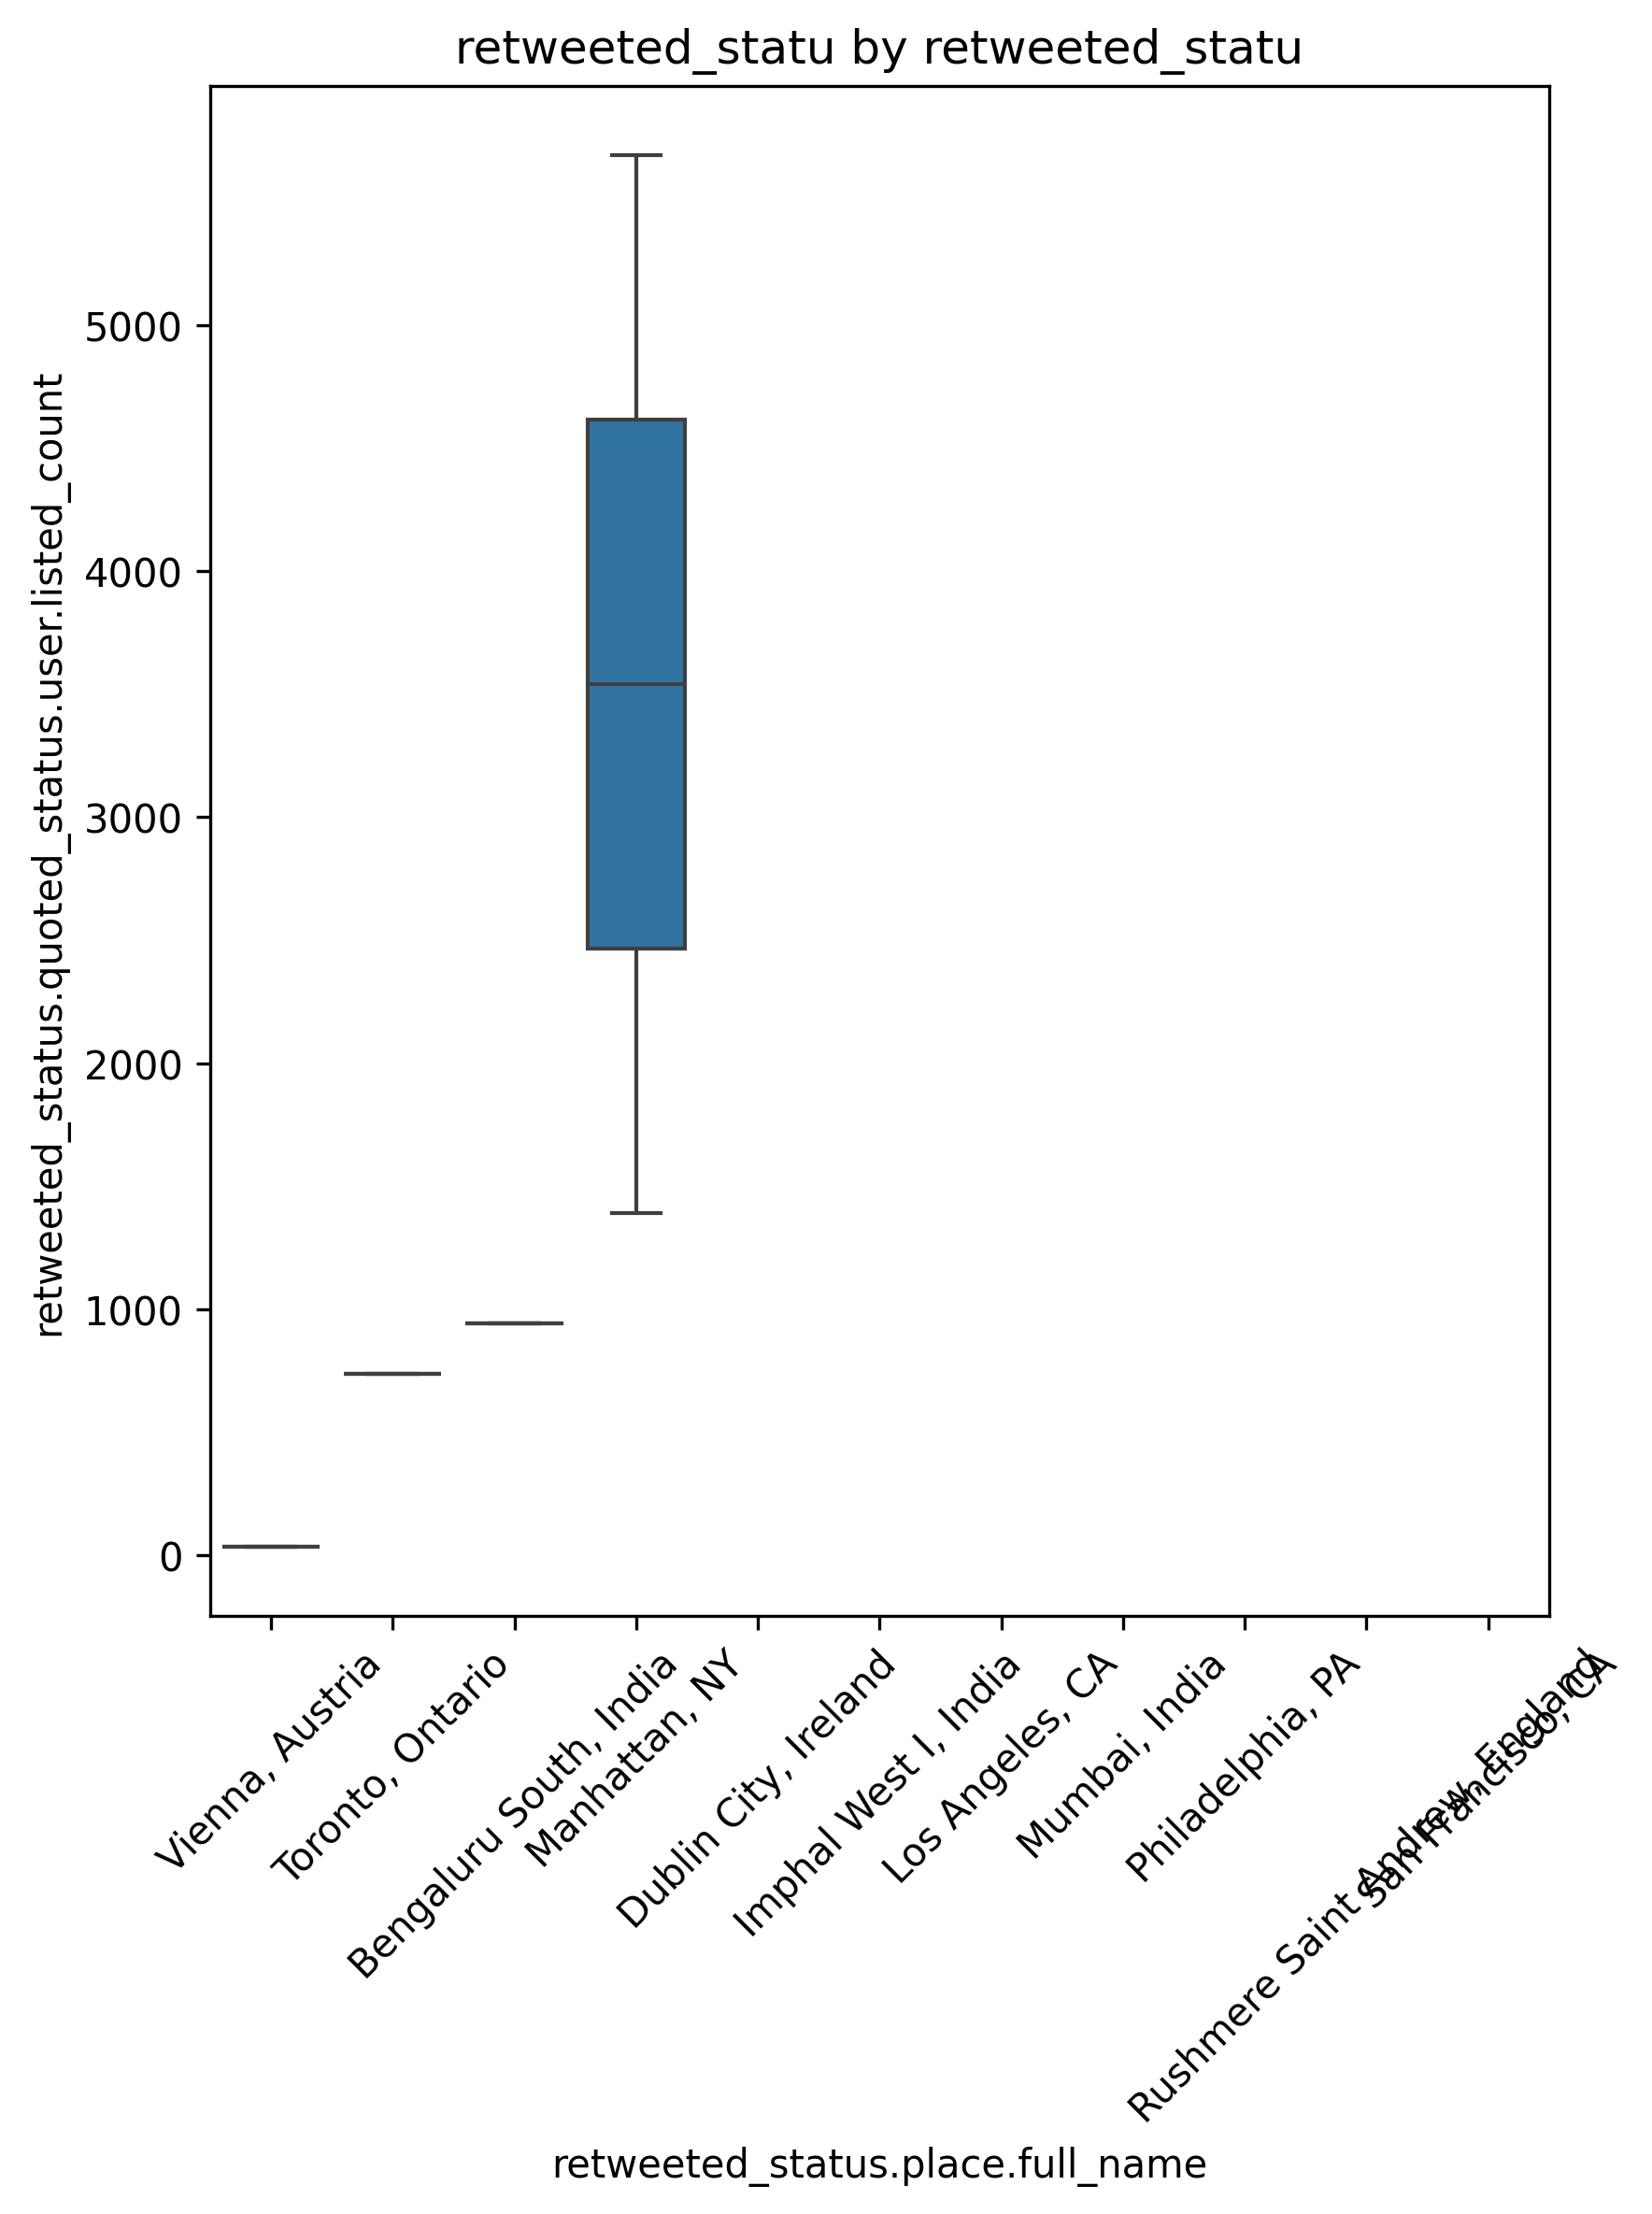 retweeted_statu by retweeted_statu
retweeted_status.quoted_status.user.listed_count
5000
4000
3000
2000
1000
0
Vienna, Austria
Toronto, Ontario
Bengaluru South, India
Manhattan, NY
Dublin City, Ireland
Imphal West I, India
Los Angeles, CA
Mumbai, India
Philadelphia, PA
Rushmere Saint Andrew, England
San Francisco, CA
retweeted_status.place.full_name